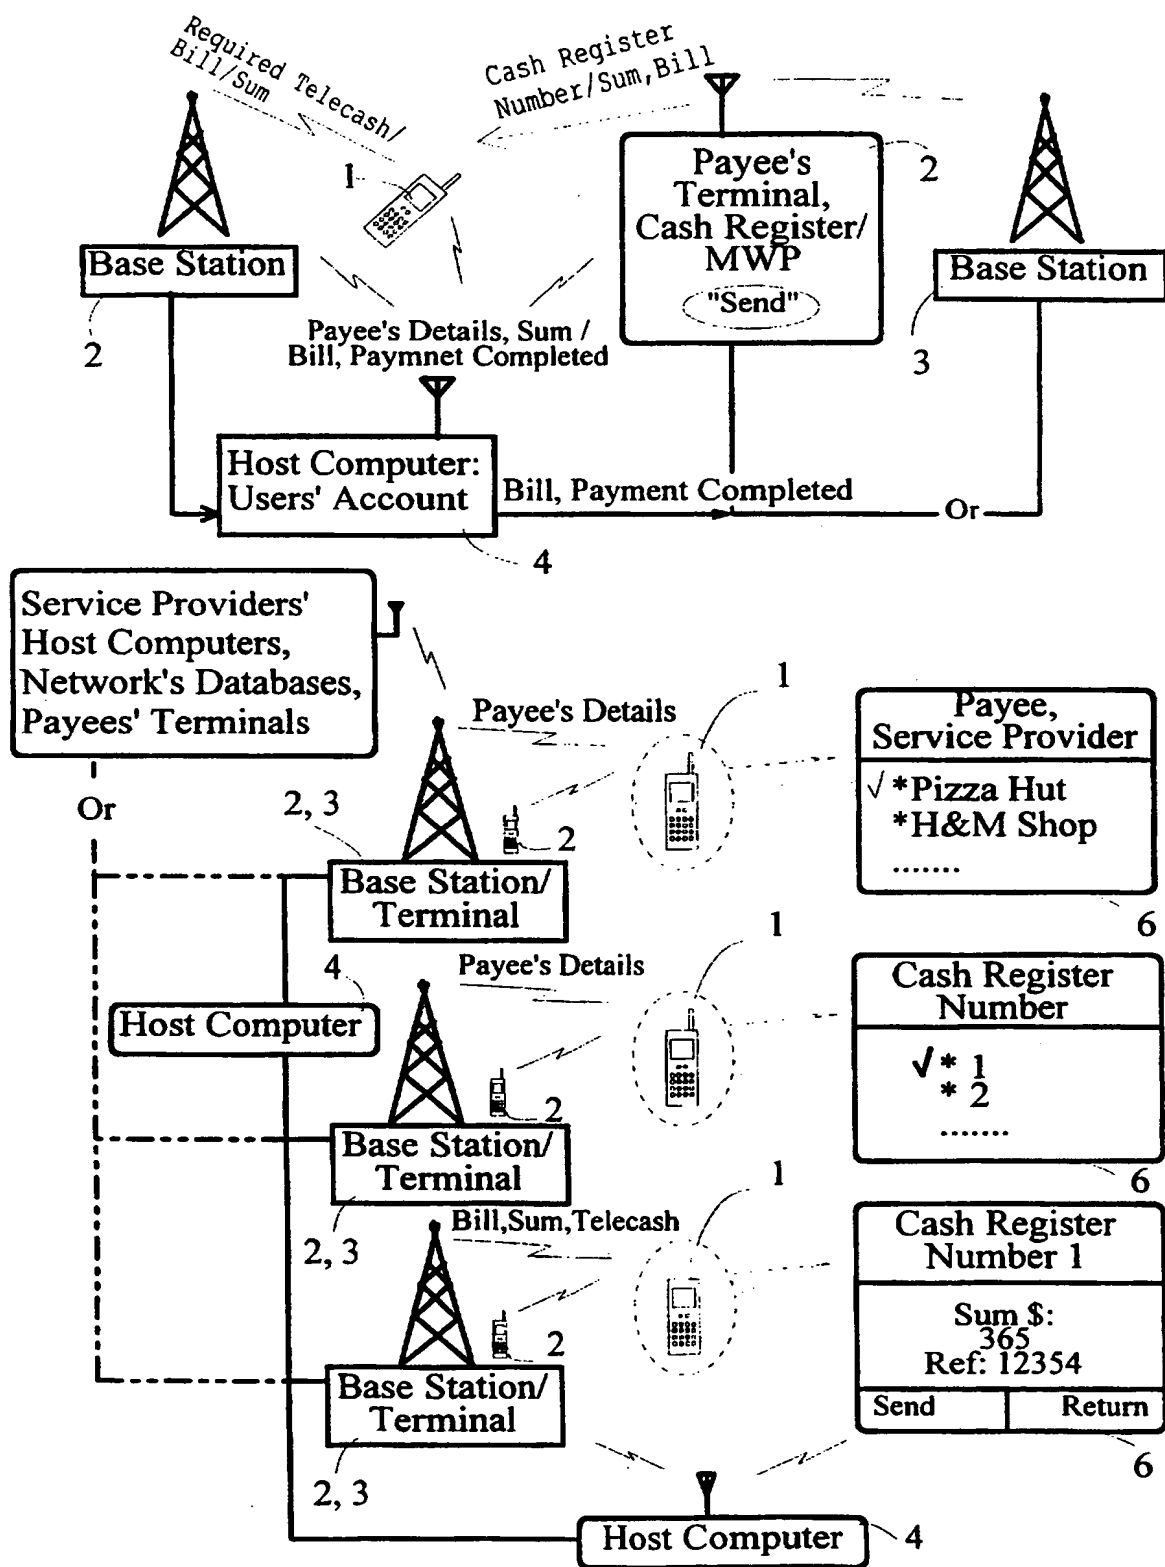 Required Telecash/
Bill/Sum
Cash Register
Number/Sum,Bill
1
2
Payee's
Terminal,
Cash Register/
MWP
"Send"
Base Station
2
Base Station
3
Payee's Details, Sum /
Bill, Paymnet Completed
Host Computer:
Users' Account
Bill, Payment Completed
Or
4
Service Providers'
Host Computers,
Network's Databases,
Payees' Terminals
Or
Payee's Details
1
2, 3
2
Base Station/
Terminal
Payee,
Service Provider
√ *Pizza Hut
*H&M Shop
.......
6
4
Host Computer
Payee's Details
1
2
Base Station/
Terminal
2, 3
Cash Register
Number
√ * 1
* 2
.......
6
Bill,Sum,Telecash
1
2
Base Station/
Terminal
2, 3
Cash Register
Number 1
Sum $:
365
Ref: 12354
Send Return
6
Host Computer
4